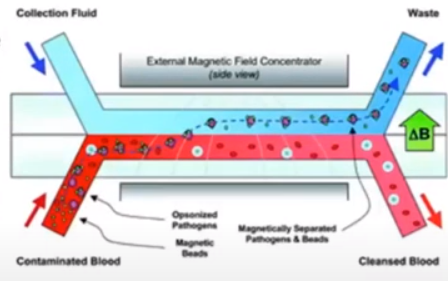 Collection Fluid
Waste
External Magnetic Field Concentrator
(side view)
ΔB
Opsonized
Pathogens
Magnetic
Beads
Magnetically Separated
Pathogens & Beads
Contaminated Blood
Cleansed Blood